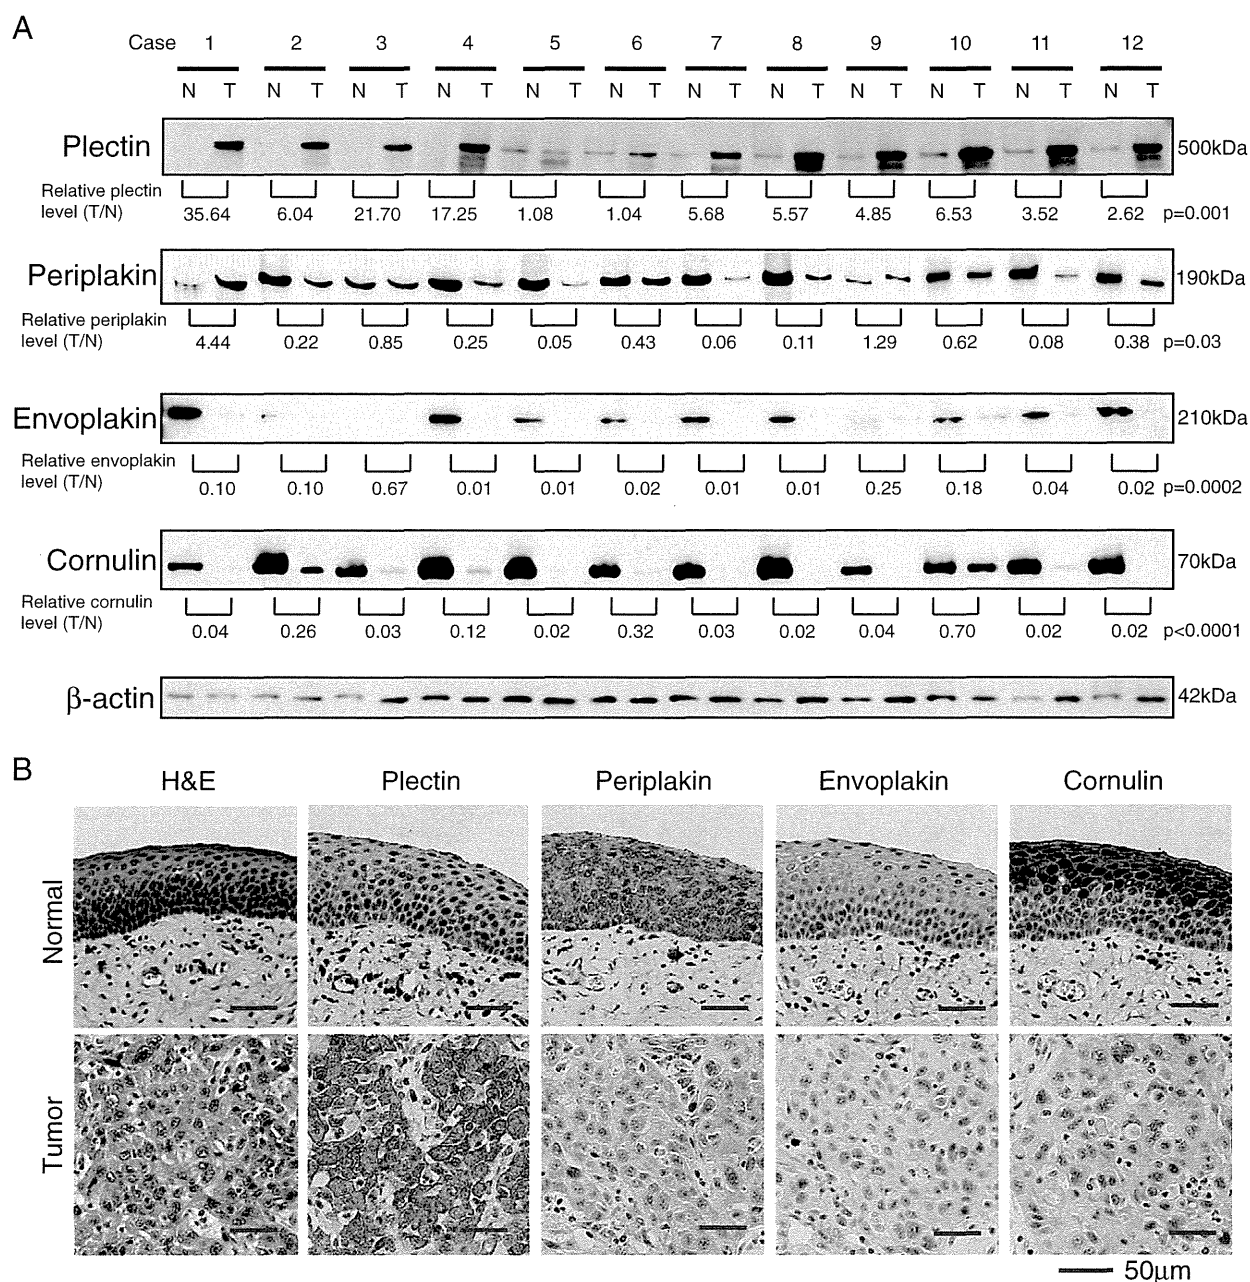 A
Case 1 2 3 4 5 6 7 8 9 10 11 12
N T N T N T N T N T N T N T N T N T N T N T N T
Plectin 500kDa
Relative plectin
level (T/N) 35.64 6.04 21.70 17.25 1.08 1.04 5.68 5.57 4.85 6.53 3.52 2.62 p=0.001
Periplakin 190kDa
Relative periplakin
level (T/N) 4.44 0.22 0.85 0.25 0.05 0.43 0.06 0.11 1.29 0.62 0.08 0.38 p=0.03
Envoplakin 210kDa
Relative envoplakin
level (T/N) 0.10 0.10 0.67 0.01 0.01 0.02 0.01 0.01 0.25 0.18 0.04 0.02 p=0.0002
Cornulin 70kDa
Relative cornulin
level (T/N) 0.04 0.26 0.03 0.12 0.02 0.32 0.03 0.02 0.04 0.70 0.02 0.02 p<0.0001
β-actin 42kDa
B
H&E Plectin Periplakin Envoplakin Cornulin
Normal
Tumor
50μm